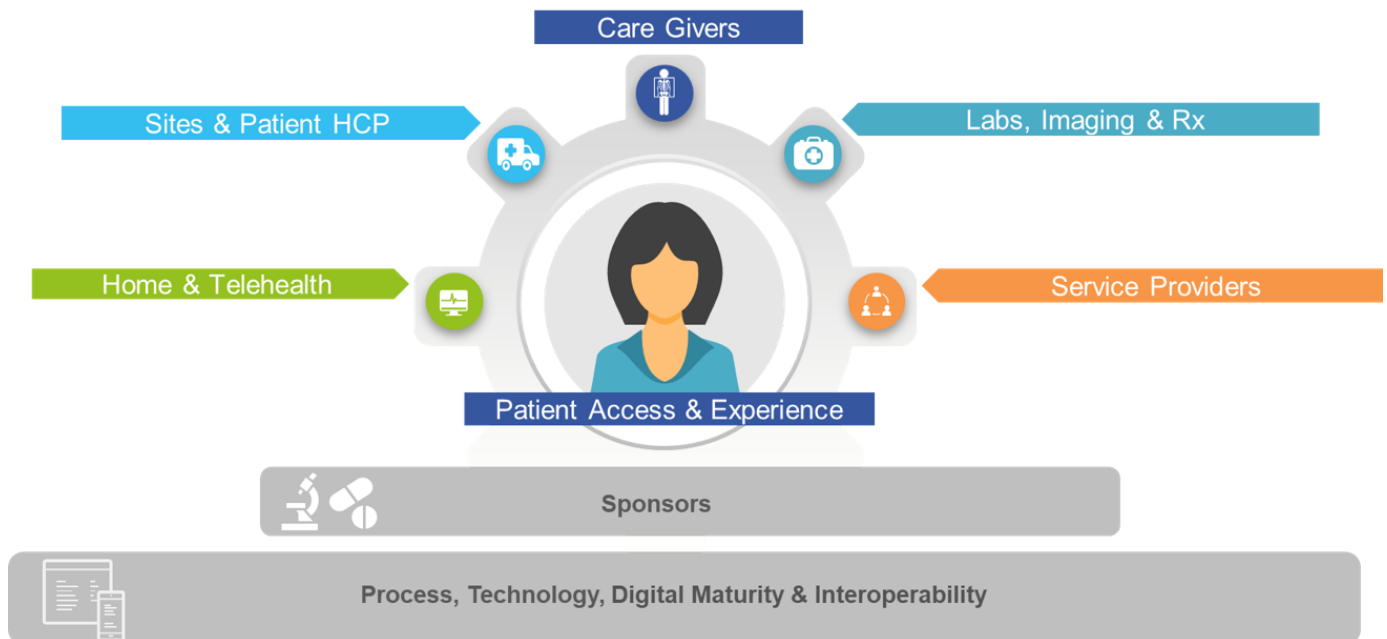 Care Givers
Sites & Patient HCP
Labs, Imaging & Rx
Home & Telehealth
Service Providers
Patient Access & Experience
Sponsors
Process, Technology, Digital Maturity & Interoperability